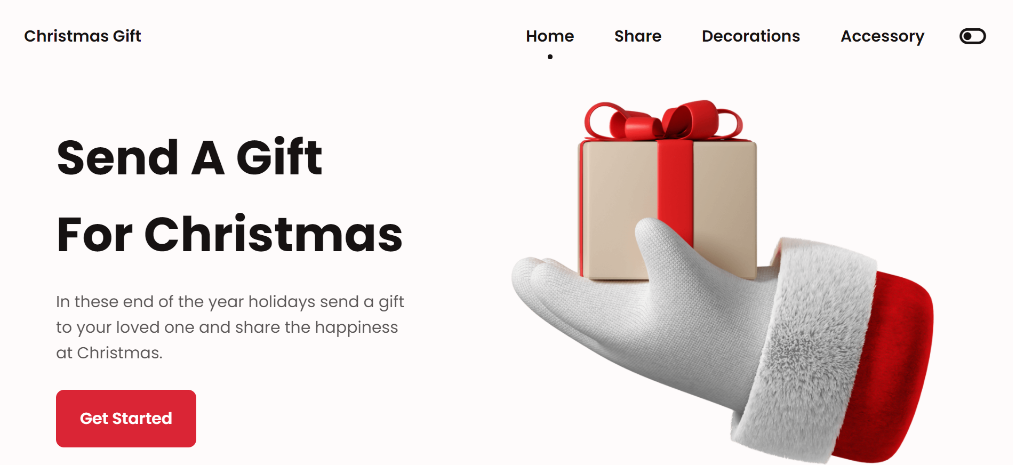 Christmas Gift
Home Share Decorations Accessory
Send A Gift
For Christmas
In these end of the year holidays send a gift
to your loved one and share the happiness
at Christmas.
Get Started